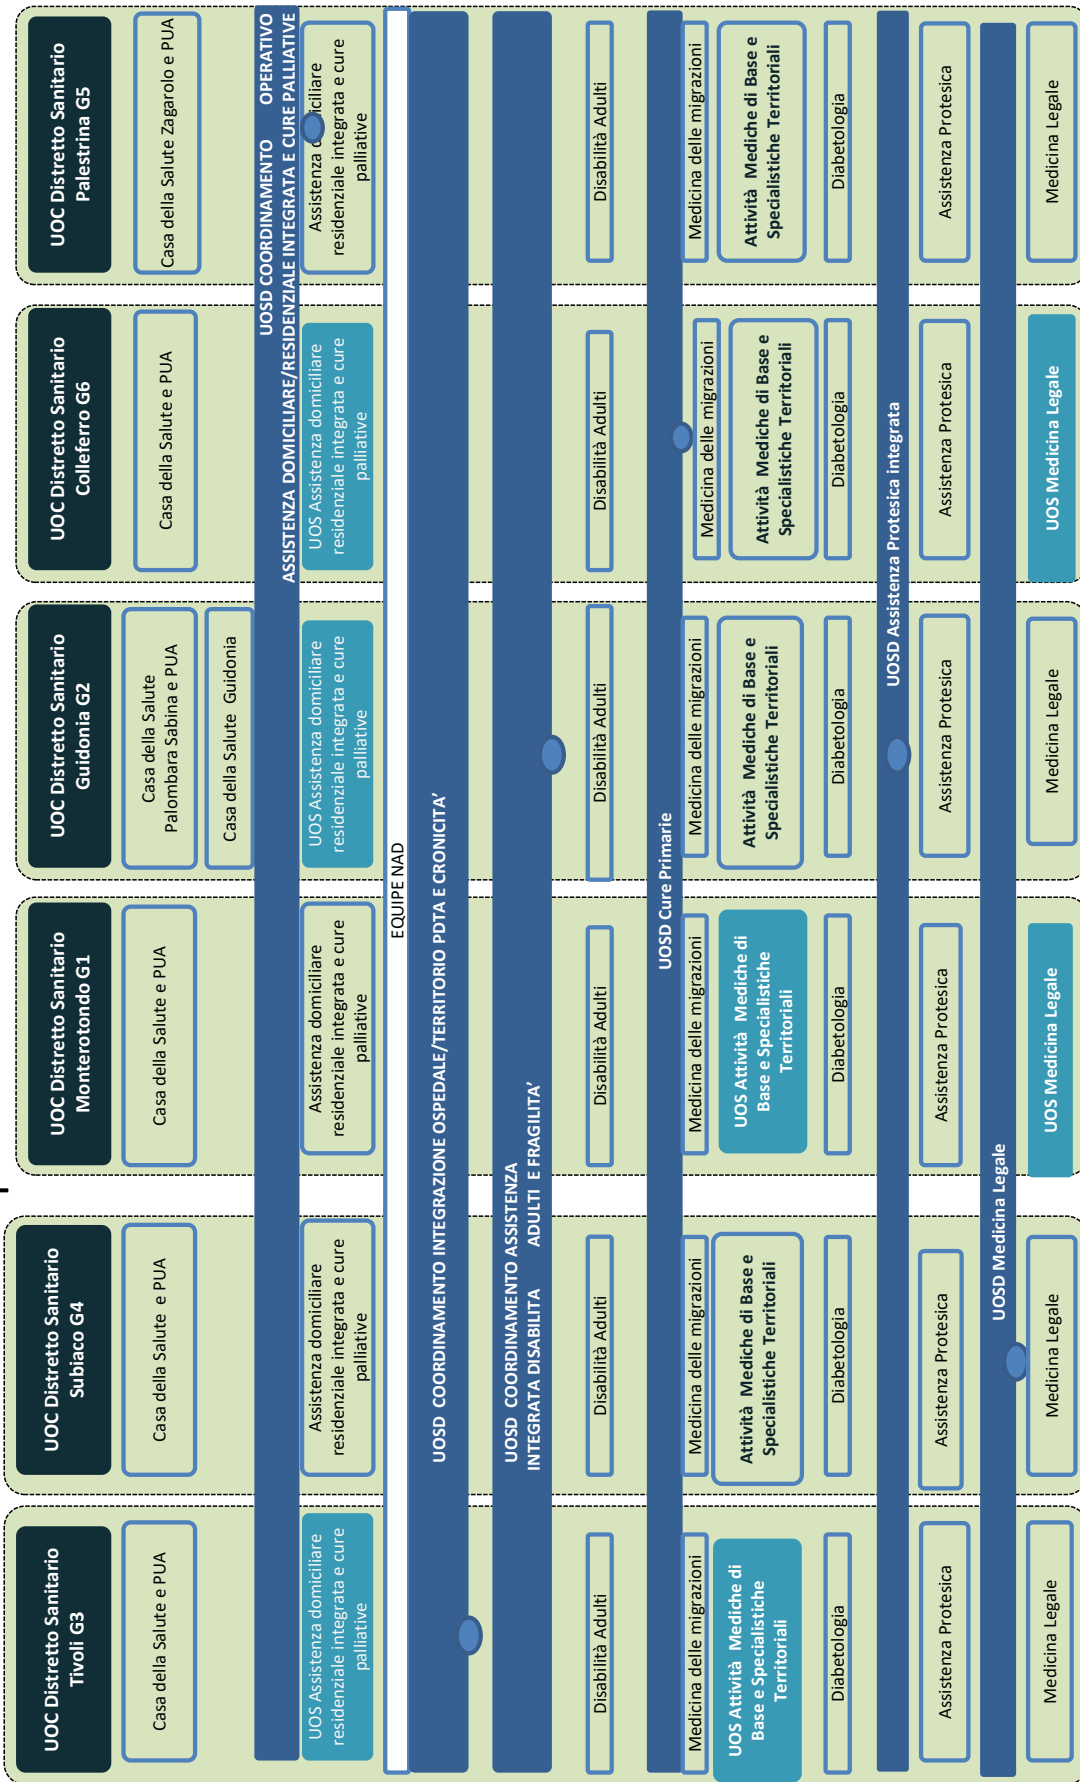 UOC Distretto Sanitario
Tivoli G3
UOC Distretto Sanitario
Subiaco G4
UOC Distretto Sanitario
Monterotondo G1
UOC Distretto Sanitario
Guidonia G2
UOC Distretto Sanitario
Colleferro G6
UOC Distretto Sanitario
Palestrina G5
Casa della Salute e PUA
Casa della Salute e PUA
Casa della Salute e PUA
Casa della Salute
Palombara Sabina e PUA
Casa della Salute Guidonia
Casa della Salute e PUA
Casa della Salute Zagarolo e PUA
UOSD COORDINAMENTO OPERATIVO
ASSISTENZA DOMICILIARE/RESIDENZIALE INTEGRATA E CURE PALLIATIVE
UOS Assistenza domiciliare
residenziale integrata e cure
palliative
Assistenza domiciliare
residenziale integrata e cure
palliative
Assistenza domiciliare
residenziale integrata e cure
palliative
UOS Assistenza domiciliare
residenziale integrata e cure
palliative
UOS Assistenza domiciliare
residenziale integrata e cure
palliative
Assistenza d iciliare
residenziale integrata e cure
palliative
EQUIPE NAD
UOSD COORDINAMENTO INTEGRAZIONE OSPEDALE/TERRITORIO PDTA E CRONICITA’
UOSD COORDINAMENTO ASSISTENZA
INTEGRATA DISABILITA ADULTI E FRAGILITA’
Disabilità Adulti
Disabilità Adulti
Disabilità Adulti
Disabilità Adulti
Disabilità Adulti
Disabilità Adulti
UOSD Cure Primarie
Medicina delle migrazioni
Medicina delle migrazioni
Medicina delle migrazioni
Medicina delle migrazioni
Medicina delle migrazioni
Medicina delle migrazioni
UOS Attività Mediche di
Base e Specialistiche
Territoriali
Attività Mediche di Base e
Specialistiche Territoriali
UOS Attività Mediche di
Base e Specialistiche
Territoriali
Attività Mediche di Base e
Specialistiche Territoriali
Attività Mediche di Base e
Specialistiche Territoriali
Attività Mediche di Base e
Specialistiche Territoriali
Diabetologia
Diabetologia
Diabetologia
Diabetologia
Diabetologia
Diabetologia
UOSD Assistenza Protesica integrata
Assistenza Protesica
Assistenza Protesica
Assistenza Protesica
Assistenza Protesica
Assistenza Protesica
Assistenza Protesica
UOSD Medicina Legale
Medicina Legale
Medicina Legale
UOS Medicina Legale
Medicina Legale
UOS Medicina Legale
Medicina Legale